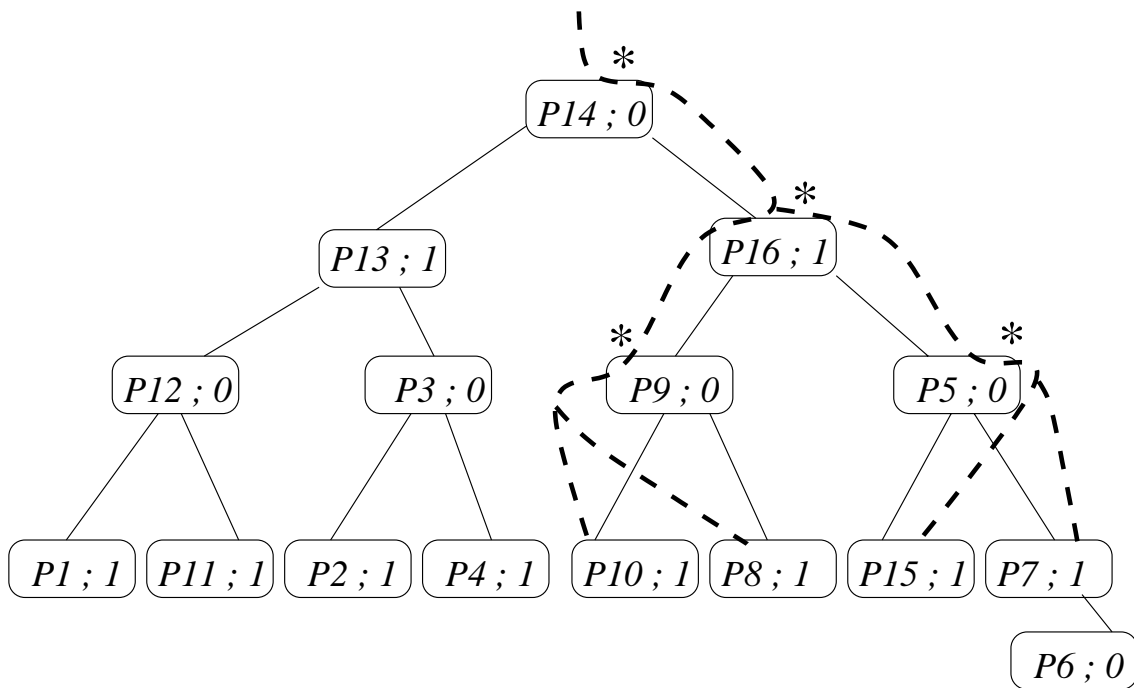 *
P14 ; 0
*
P13 ; 1
P16 ; 1
* *
P12 ; 0 P3 ; 0 P9 ; 0 P5 ; 0
P1 ; 1 P11 ; 1 P2 ; 1 P4 ; 1 P10 ; 1 P8 ; 1 P15 ; 1 P7 ; 1
P6 ; 0